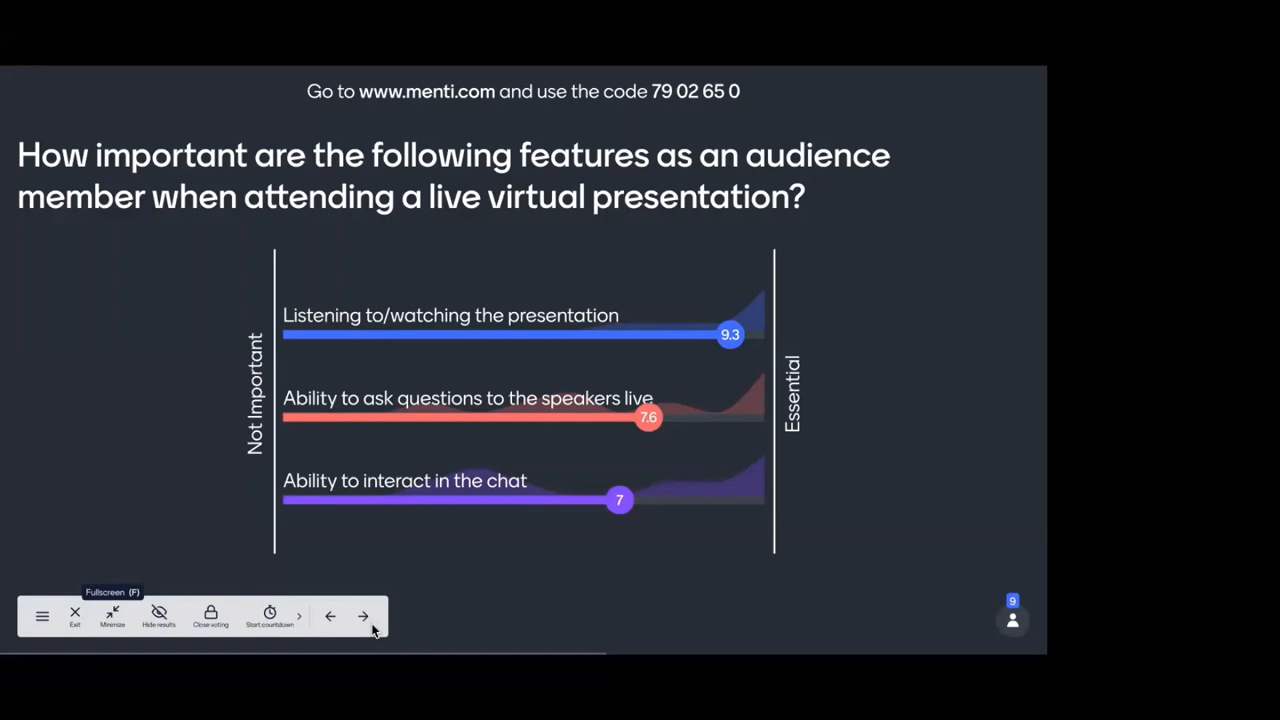 Go to www.menti.com and use the code 79 02 65 0
How important are the following features as an audience
member when attending a live virtual presentation?
Not Important
Listening to/watching the presentation
9.3
Ability to ask questions to the speakers live
7.6
Ability to interact in the chat
7
Essential
Fullscreen (F)
Exit
Minimize
Hide results
Close voting
Start countdown
9